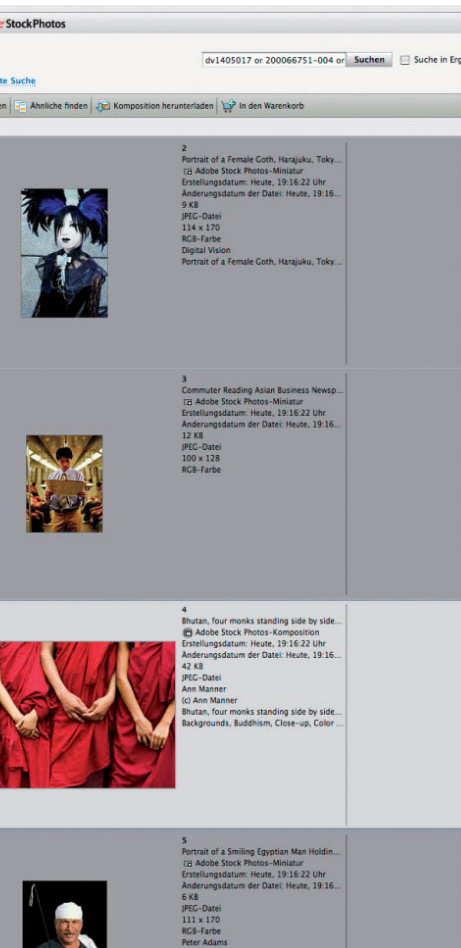 StockPhotos
dv1405017 or 200066751-004 or Suchen Suche in Erg
te Suche
en Ähnliche finden Komposition herunterladen In den Warenkorb
2
Portrait of a Female Goth, Harajuku, Toky...
Adobe Stock Photos-Miniatur
Erstellungsdatum: Heute, 19:16:22 Uhr
Änderungsdatum der Datei: Heute, 19:16...
9 KB
JPEG-Datei
114 x 170
RGB-Farbe
Digital Vision
Portrait of a Female Goth, Harajuku, Toky...
3
Commuter Reading Asian Business Newsp...
Adobe Stock Photos-Miniatur
Erstellungsdatum: Heute, 19:16:22 Uhr
Änderungsdatum der Datei: Heute, 19:16...
12 KB
JPEG-Datei
100 x 128
RGB-Farbe
4
Bhutan, four monks standing side by side...
Adobe Stock Photos-Komposition
Erstellungsdatum: Heute, 19:16:22 Uhr
Änderungsdatum der Datei: Heute, 19:16...
42 KB
JPEG-Datei
Ann Manner
(c) Ann Manner
Bhutan, four monks standing side by side...
Backgrounds, Buddhism, Close-up, Color ...
5
Portrait of a Smiling Egyptian Man Holdin...
Adobe Stock Photos-Miniatur
Erstellungsdatum: Heute, 19:16:22 Uhr
Änderungsdatum der Datei: Heute, 19:16...
6 KB
JPEG-Datei
111 x 170
RGB-Farbe
Peter Adams